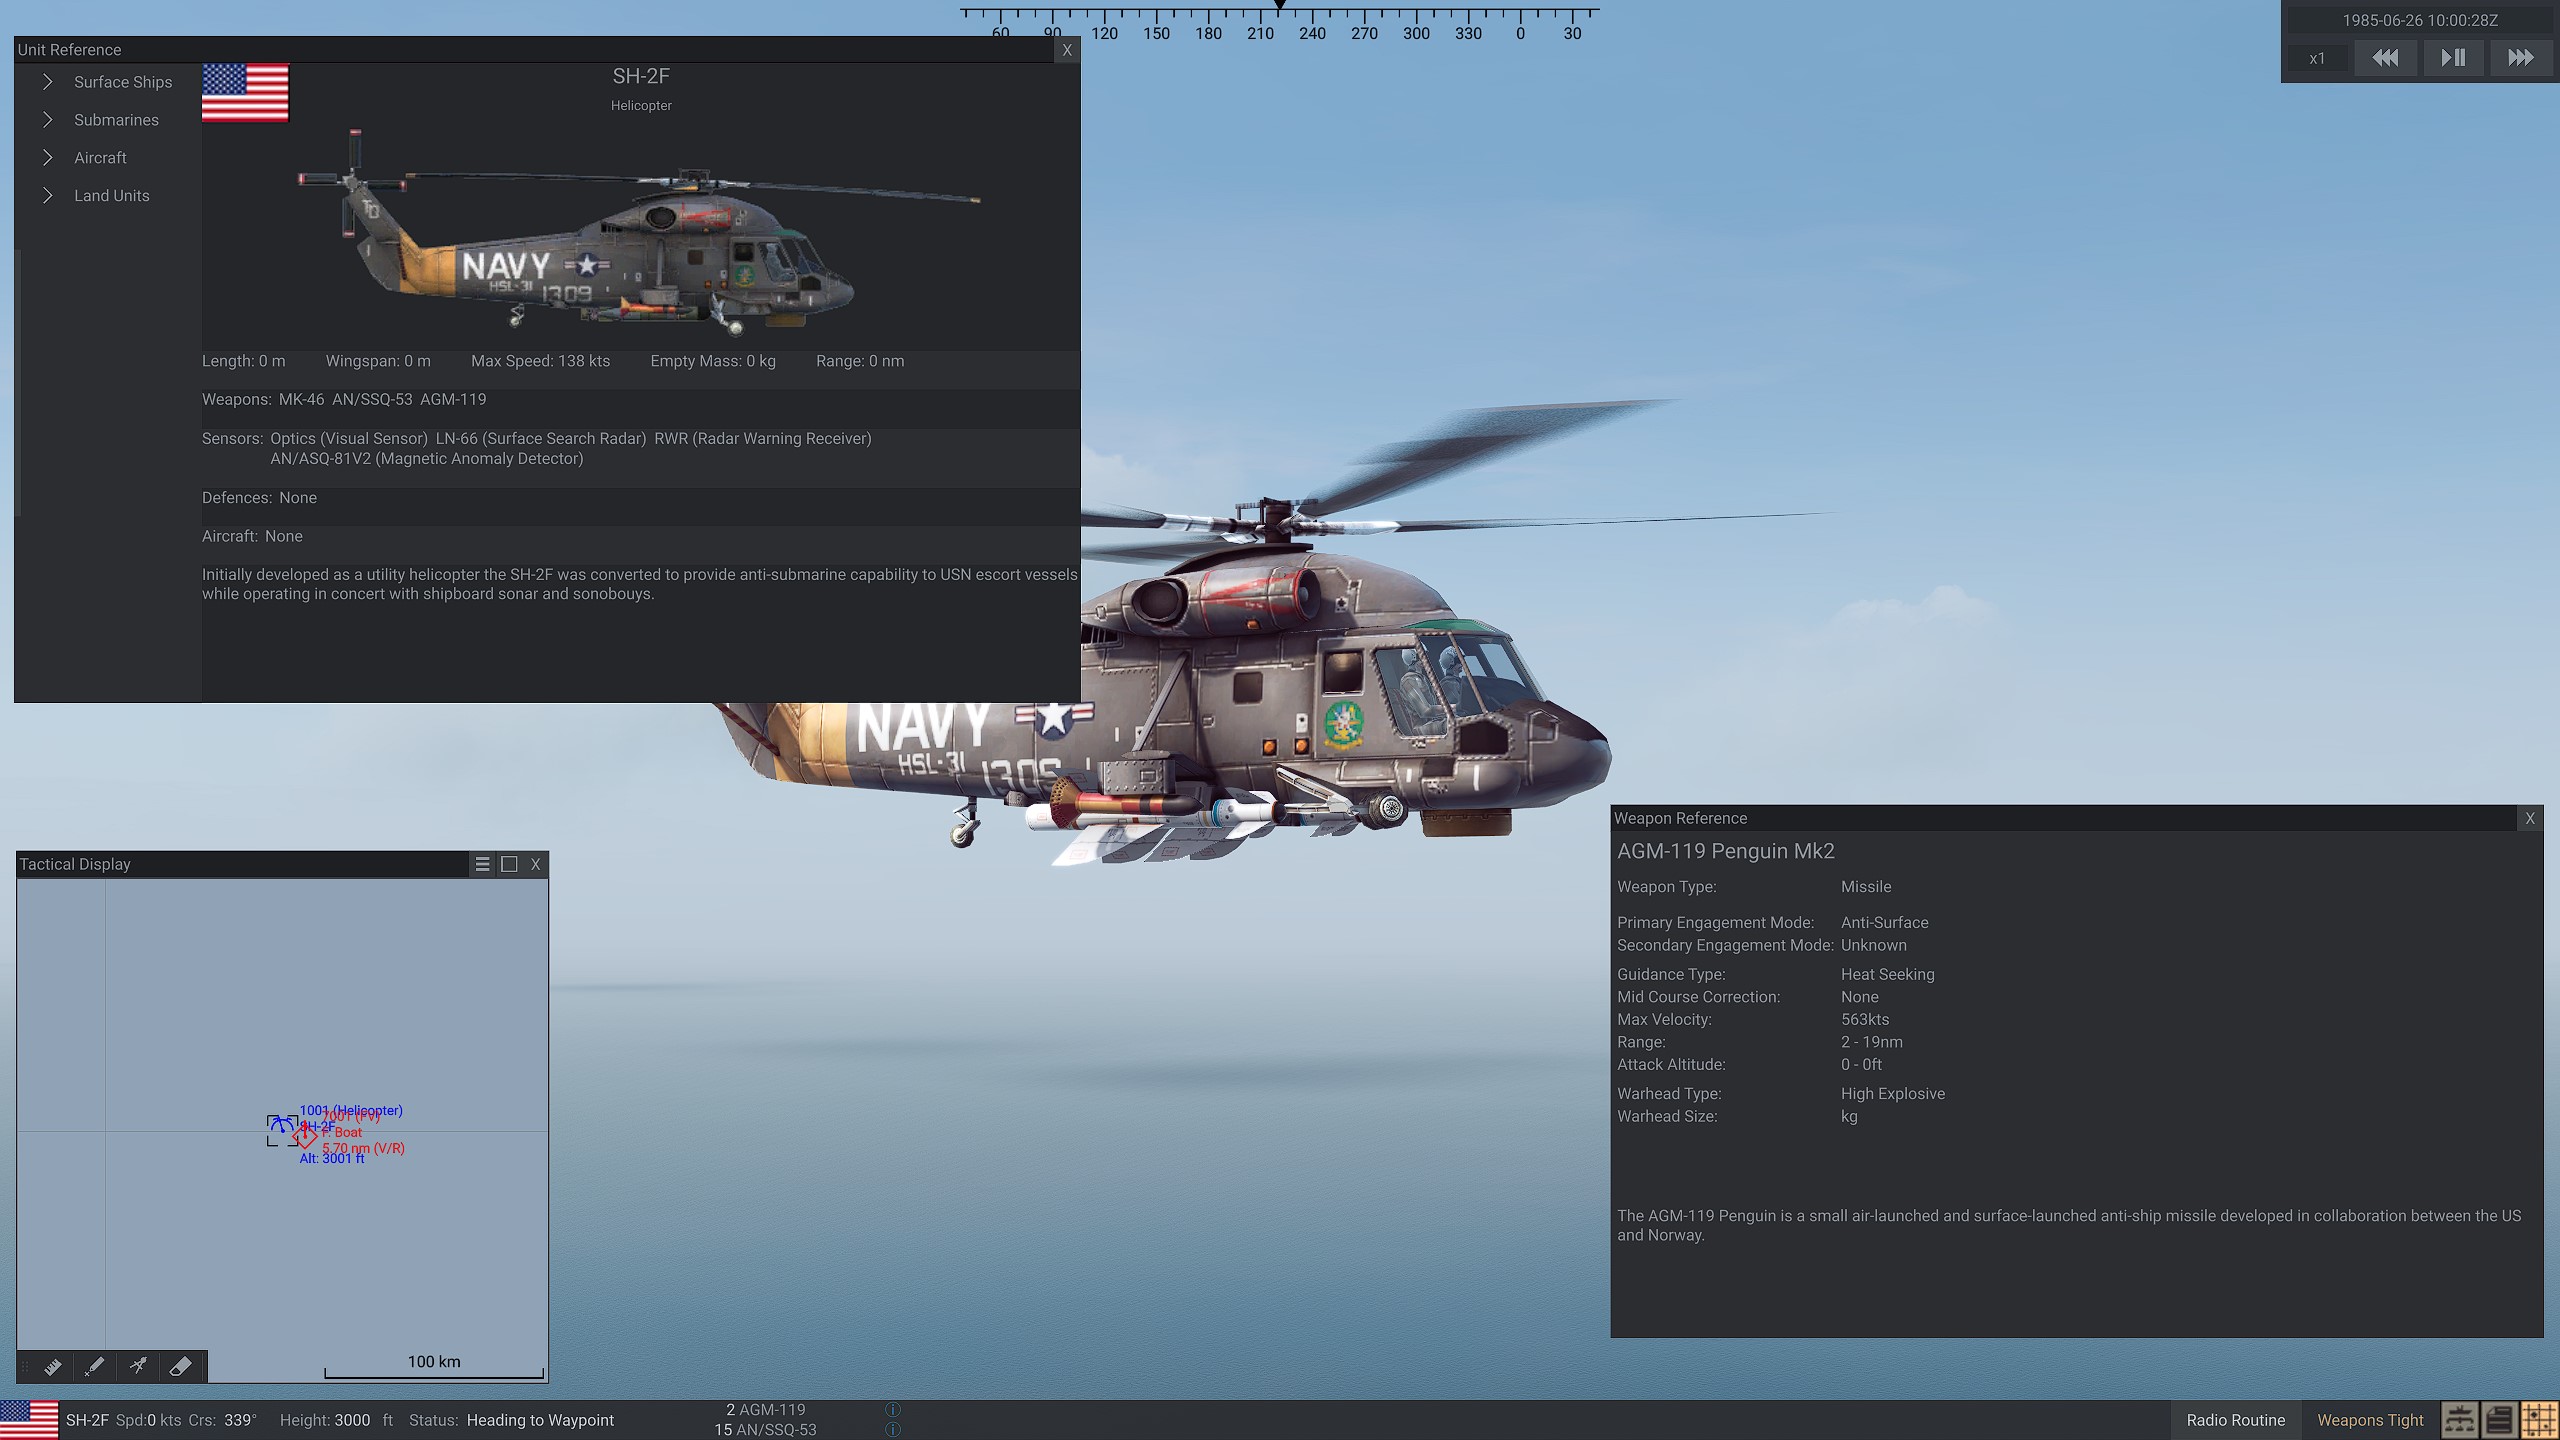 60 90 120 150 180 210 240 270 300 330 0 30
1985-06-26 10:00:28Z
x1
Unit Reference X
Surface Ships
Submarines
Aircraft
Land Units
SH-2F
Helicopter
NAVY
HSL-31
1309
Length: 0 m Wingspan: 0 m Max Speed: 138 kts Empty Mass: 0 kg Range: 0 nm
Weapons: MK-46 AN/SSQ-53 AGM-119
Sensors: Optics (Visual Sensor) LN-66 (Surface Search Radar) RWR (Radar Warning Receiver)
AN/ASQ-81V2 (Magnetic Anomaly Detector)
Defences: None
Aircraft: None
Initially developed as a utility helicopter the SH-2F was converted to provide anti-submarine capability to USN escort vessels
while operating in concert with shipboard sonar and sonobouys.
NAVY
HSL-31
1309
1
Weapon Reference X
AGM-119 Penguin Mk2
Weapon Type: Missile
Primary Engagement Mode: Anti-Surface
Secondary Engagement Mode: Unknown
Guidance Type: Heat Seeking
Mid Course Correction: None
Max Velocity: 563kts
Range: 2 - 19nm
Attack Altitude: 0 - 0ft
Warhead Type: High Explosive
Warhead Size: kg
The AGM-119 Penguin is a small air-launched and surface-launched anti-ship missile developed in collaboration between the US
and Norway.
Tactical Display X
1001 (Helicopter)
7001 (FV)
SH-2F
F. Boat
5.70 nm (V/R)
Alt: 3001 ft
100 km
SH-2F Spd:0 kts Crs: 339° Height: 3000 ft Status: Heading to Waypoint
2 AGM-119
15 AN/SSQ-53
Radio Routine Weapons Tight